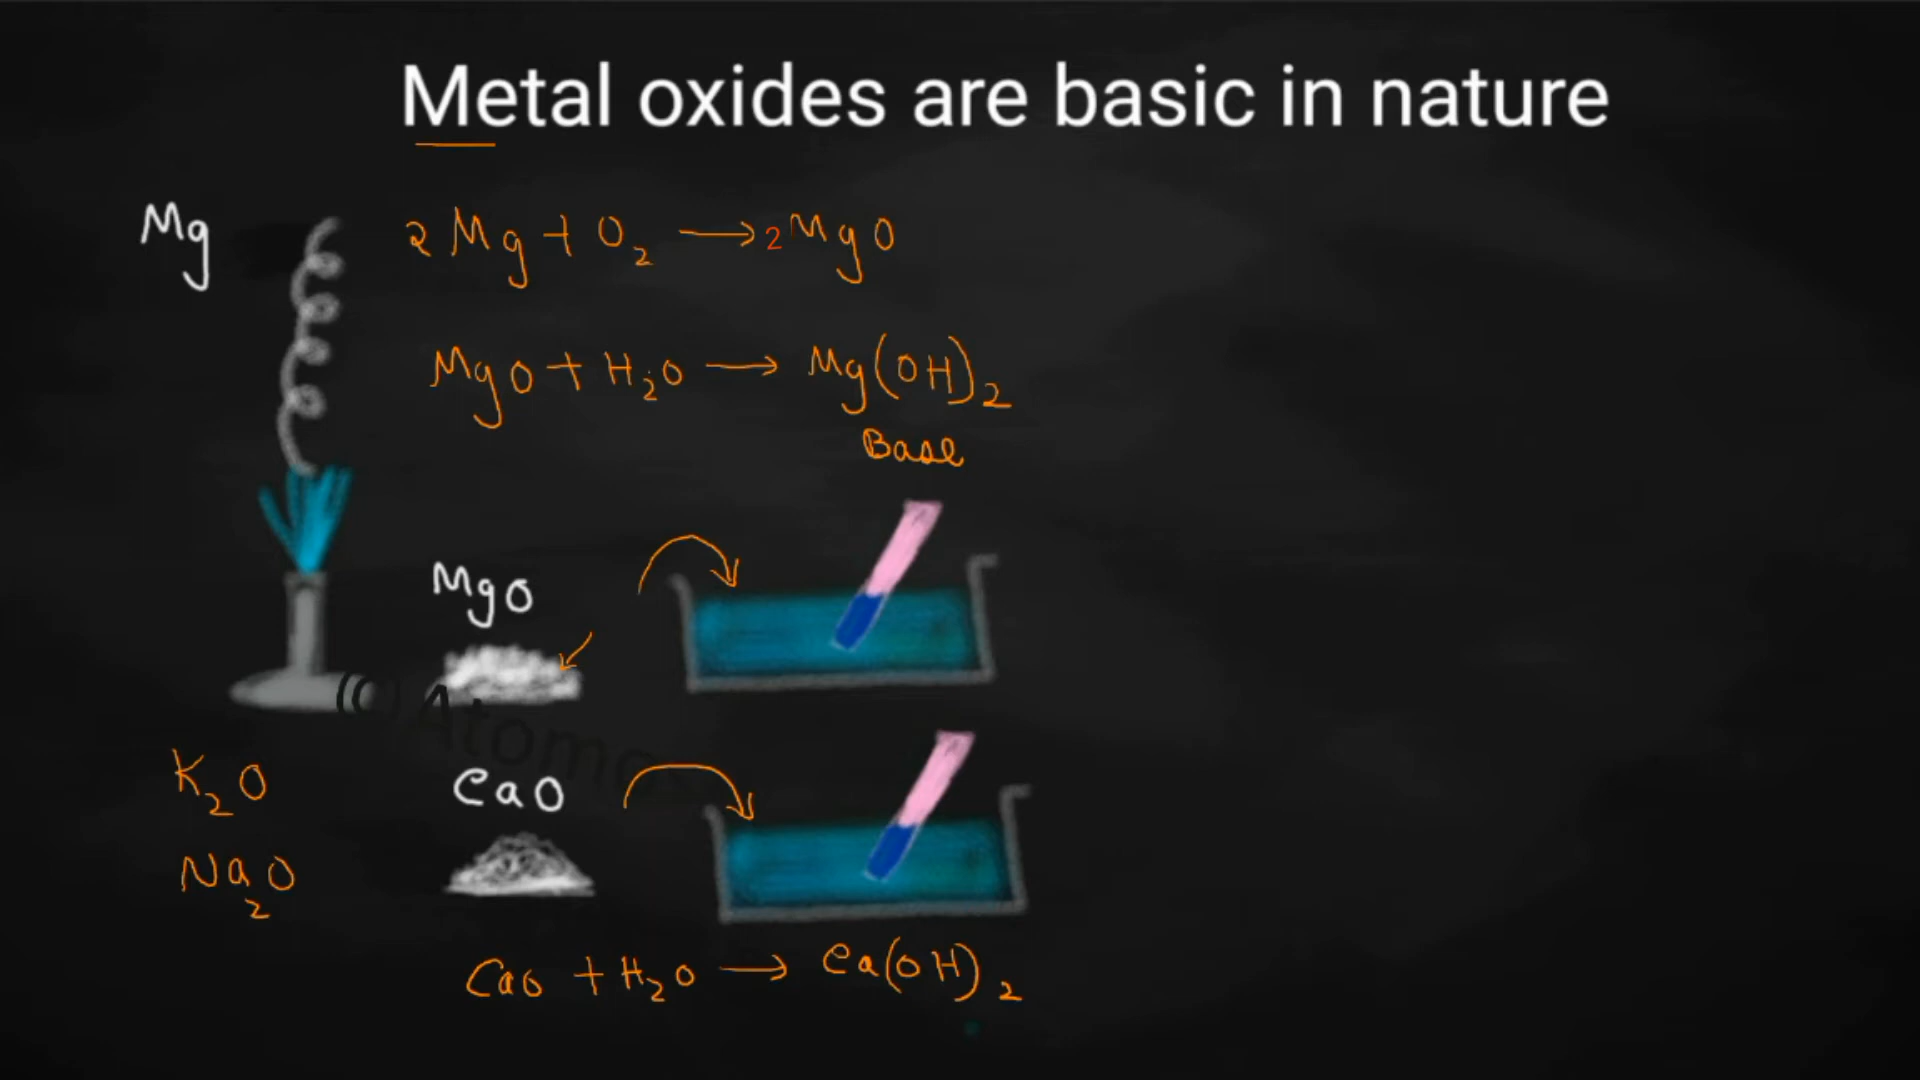 Metal oxides are basic in nature
Mg
2Mg + O₂ → 2MgO
MgO + H₂O → Mg(OH)₂
Base
MgO
© Atom
K₂O
CaO
Na₂O
CaO + H₂O → Ca(OH)₂